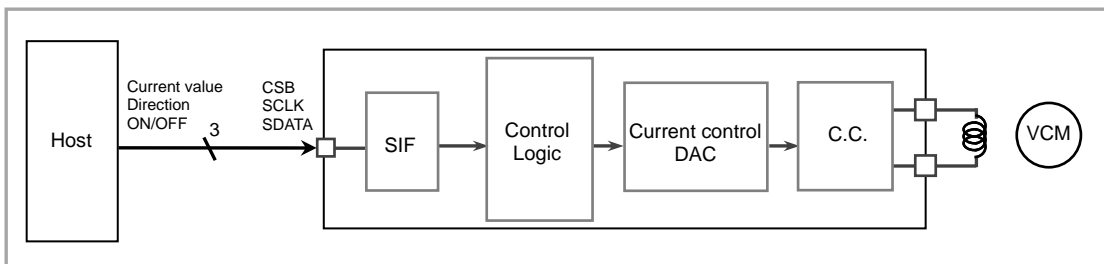 Host
Current value
Direction
ON/OFF
3
CSB
SCLK
SDATA
SIF
Control
Logic
Current control
DAC
C.C.
VCM